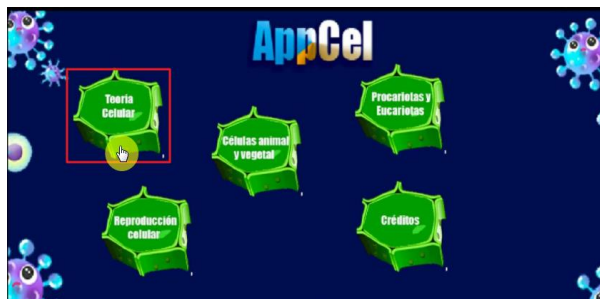 AppCel
Teoría
Celular
Procariotas y
Eucariotas
Células animal
y vegetal
Reproducción
celular
Créditos